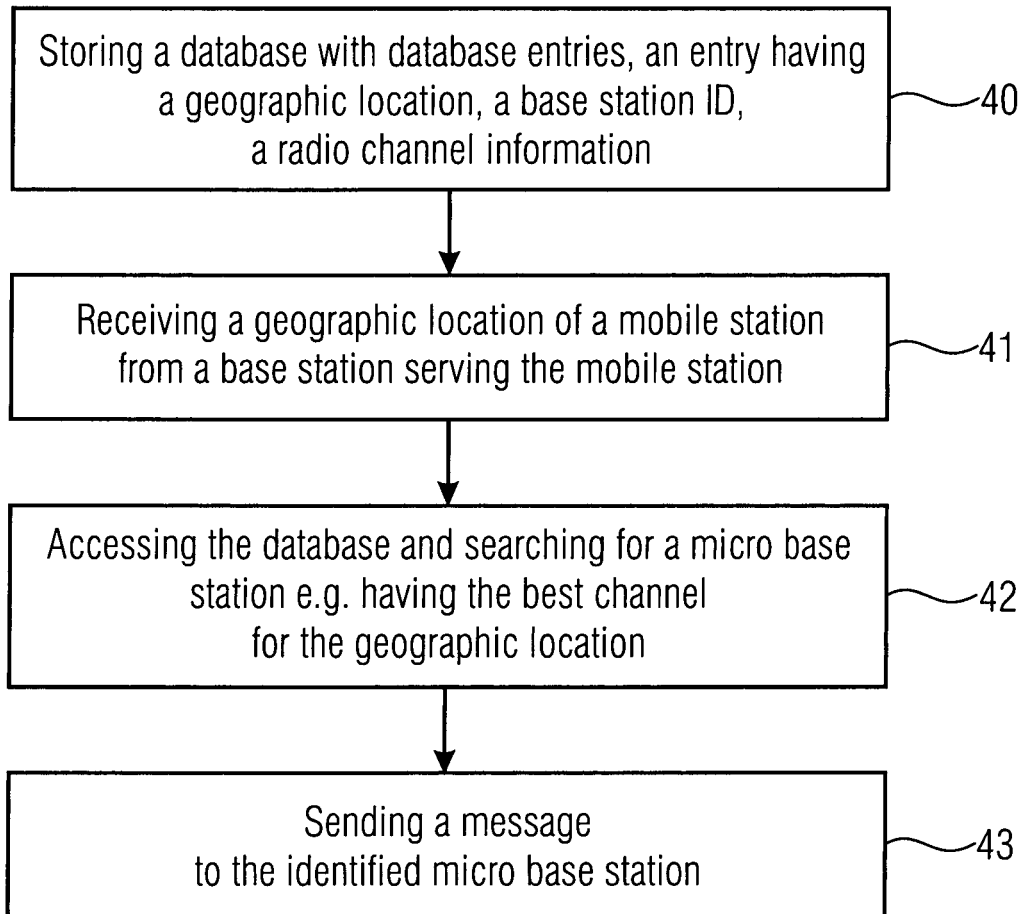 Storing a database with database entries, an entry having
a geographic location, a base station ID,
a radio channel information
40
Receiving a geographic location of a mobile station
from a base station serving the mobile station
41
Accessing the database and searching for a micro base
station e.g. having the best channel
for the geographic location
42
Sending a message
to the identified micro base station
43